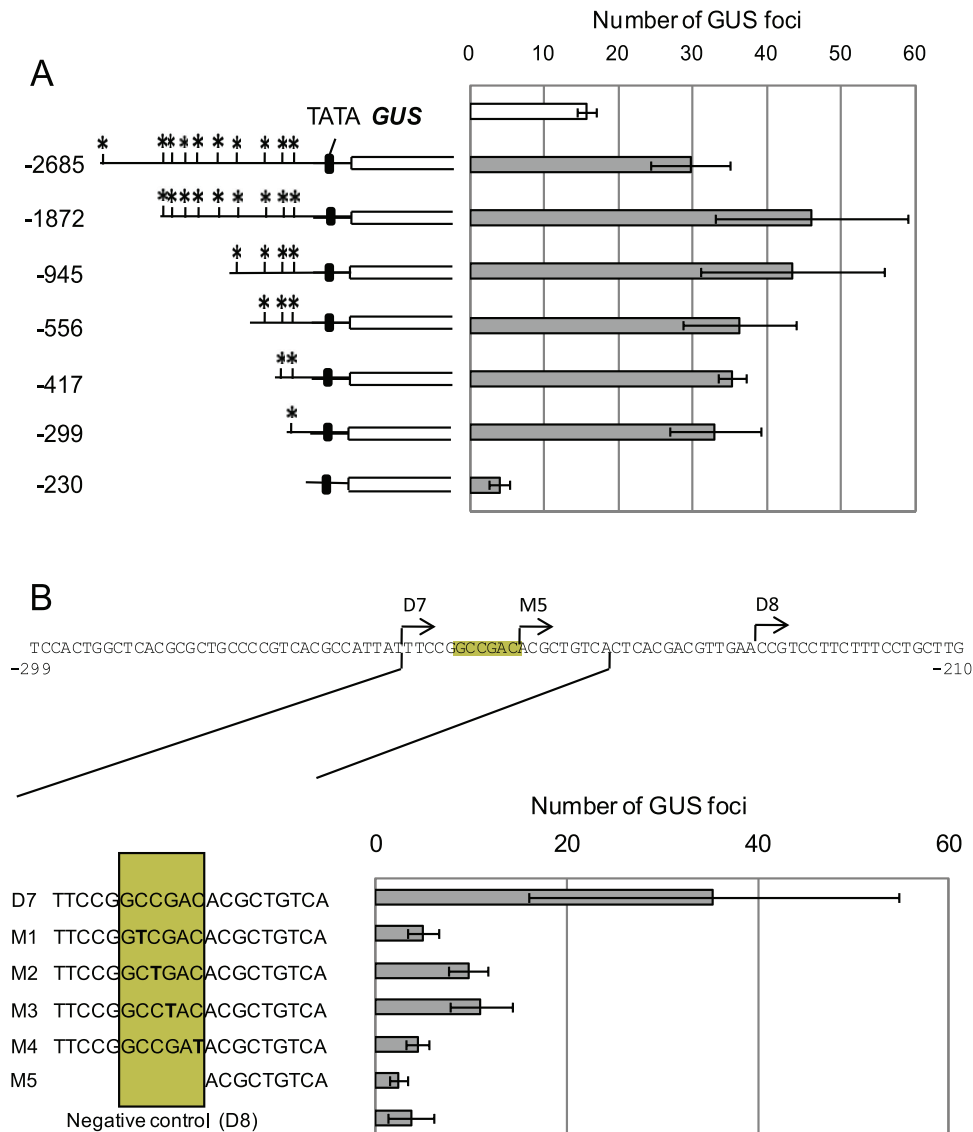 Number of GUS foci
0 10 20 30 40 50 60
A
TATA GUS
* * * * * * * * * * *
-2685
* * * * * * * * * *
-1872
* * * *
-945
* * *
-556
* *
-417
*
-299
-230
B
D7 M5 D8
TCCACTGGCTCACGCGCTGCCCCGTCACGCCATTATTTCCGGCCGACACGCTGTCACTCACGACGTTGAACCGTCCTTCTTTCCTGCTTG
-299 -210
Number of GUS foci
0 20 40 60
D7 TTCCGGCCGACACGCTGTCA
M1 TTCCGGTCGACACGCTGTCA
M2 TTCCGGCTGACACGCTGTCA
M3 TTCCGGCCTACACGCTGTCA
M4 TTCCGGCCGATACGCTGTCA
M5 ACGCTGTCA
Negative control (D8)